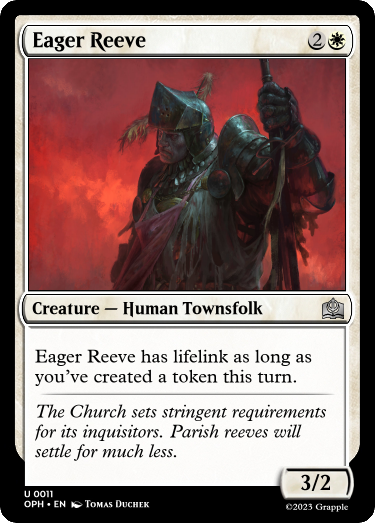 Eager Reeve 2
Creature — Human Townsfolk
Eager Reeve has lifelink as long as
you've created a token this turn.
The Church sets stringent requirements
for its inquisitors. Parish reeves will
settle for much less.
3/2
U 0011
OPH • EN Tomas Duchek
©2023 Grapple